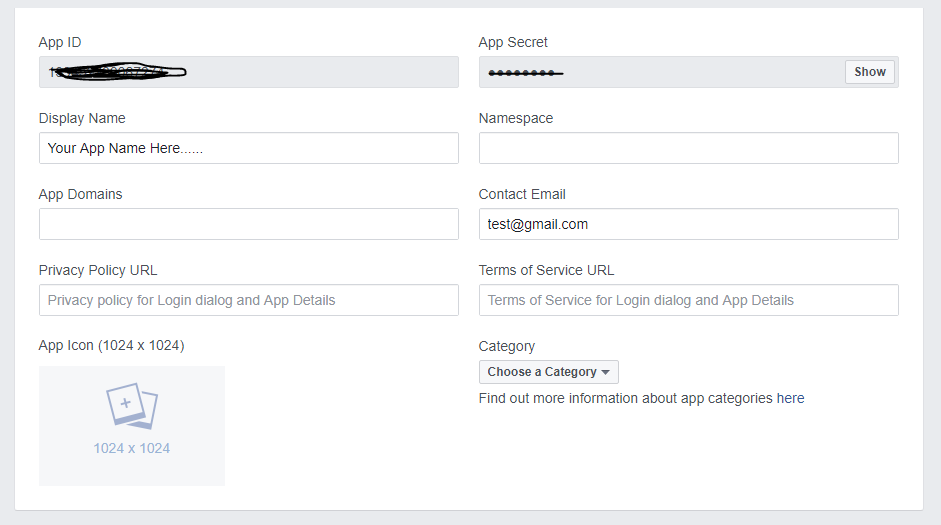 App ID
App Secret
Show
Display Name
Namespace
Your App Name Here......
App Domains
Contact Email
test@gmail.com
Privacy Policy URL
Terms of Service URL
Privacy policy for Login dialog and App Details
Terms of Service for Login dialog and App Details
App Icon (1024 x 1024)
Category
Choose a Category
Find out more information about app categories here
1024 x 1024